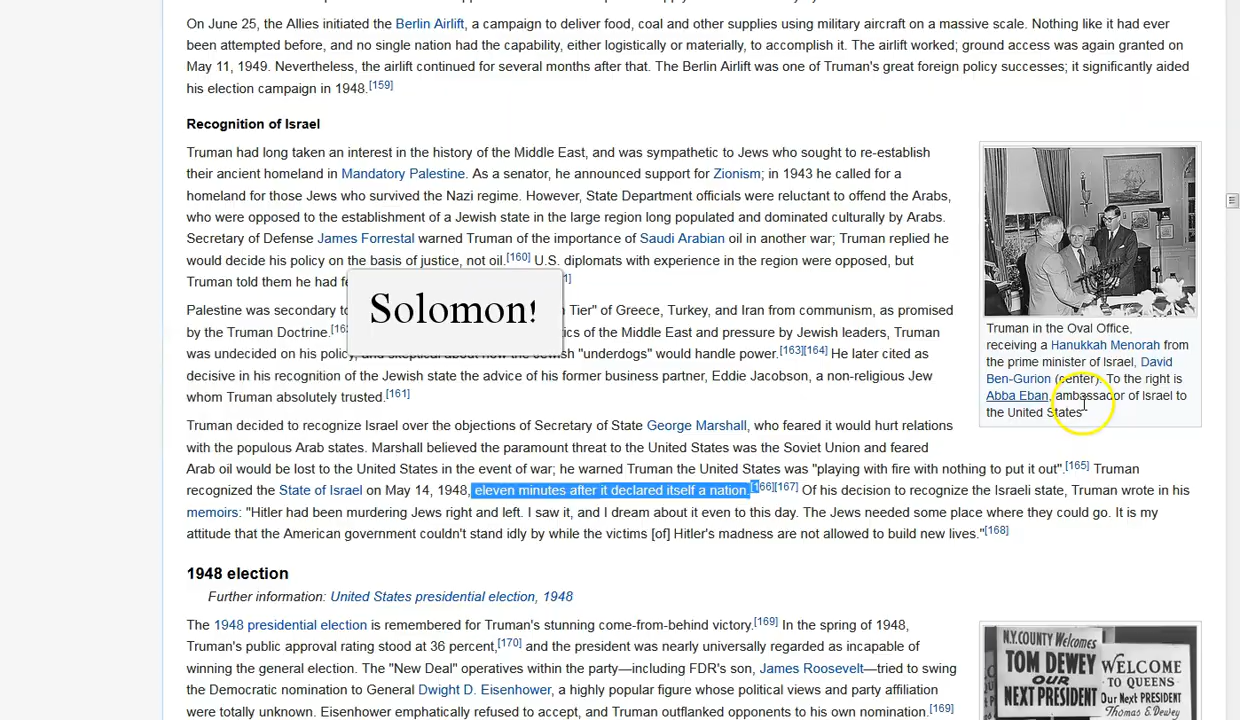 On June 25, the Allies initiated the Berlin Airlift, a campaign to deliver food, coal and other supplies using military aircraft on a massive scale. Nothing like it had ever
been attempted before, and no single nation had the capability, either logistically or materially, to accomplish it. The airlift worked; ground access was again granted on
May 11, 1949. Nevertheless, the airlift continued for several months after that. The Berlin Airlift was one of Truman's great foreign policy successes; it significantly aided
his election campaign in 1948.[159]
Recognition of Israel
Truman had long taken an interest in the history of the Middle East, and was sympathetic to Jews who sought to re-establish
their ancient homeland in Mandatory Palestine. As a senator, he announced support for Zionism; in 1943 he called for a
homeland for those Jews who survived the Nazi regime. However, State Department officials were reluctant to offend the Arabs,
who were opposed to the establishment of a Jewish state in the large region long populated and dominated culturally by Arabs.
Secretary of Defense James Forrestal warned Truman of the importance of Saudi Arabian oil in another war; Truman replied he
would decide his policy on the basis of justice, not oil.[160] U.S. diplomats with experience in the region were opposed, but
Truman told them he had
Solomon!
Palestine was secondary Tier" of Greece, Turkey, and Iran from communism, as promised
by the Truman Doctrine. of the Middle East and pressure by Jewish leaders, Truman
was undecided on his policy, and skeptical about how the Jewish "underdogs" would handle power.[163][164] He later cited as
decisive in his recognition of the Jewish state the advice of his former business partner, Eddie Jacobson, a non-religious Jew
whom Truman absolutely trusted.[161]
Truman decided to recognize Israel over the objections of Secretary of State George Marshall, who feared it would hurt relations
with the populous Arab states. Marshall believed the paramount threat to the United States was the Soviet Union and feared
Arab oil would be lost to the United States in the event of war; he warned Truman the United States was "playing with fire with nothing to put it out".[165] Truman
recognized the State of Israel on May 14, 1948, eleven minutes after it declared itself a nation.[166][167] Of his decision to recognize the Israeli state, Truman wrote in his
memoirs: "Hitler had been murdering Jews right and left. I saw it, and I dream about it even to this day. The Jews needed some place where they could go. It is my
attitude that the American government couldn't stand idly by while the victims [of] Hitler's madness are not allowed to build new lives."[168]
Truman in the Oval Office,
receiving a Hanukkah Menorah from
the prime minister of Israel, David
Ben-Gurion (center). To the right is
Abba Eban, ambassador of Israel to
the United States
1948 election
Further information: United States presidential election, 1948
The 1948 presidential election is remembered for Truman's stunning come-from-behind victory.[169] In the spring of 1948,
Truman's public approval rating stood at 36 percent,[170] and the president was nearly universally regarded as incapable of
winning the general election. The "New Deal" operatives within the party—including FDR's son, James Roosevelt—tried to swing
the Democratic nomination to General Dwight D. Eisenhower, a highly popular figure whose political views and party affiliation
were totally unknown. Eisenhower emphatically refused to accept, and Truman outflanked opponents to his own nomination.[169]
N.Y. COUNTY Welcomes
TOM DEWEY
OUR
NEXT PRESIDENT
WELCOME
TO QUEENS
Our Next PRESIDENT
Thomas E. Dewey